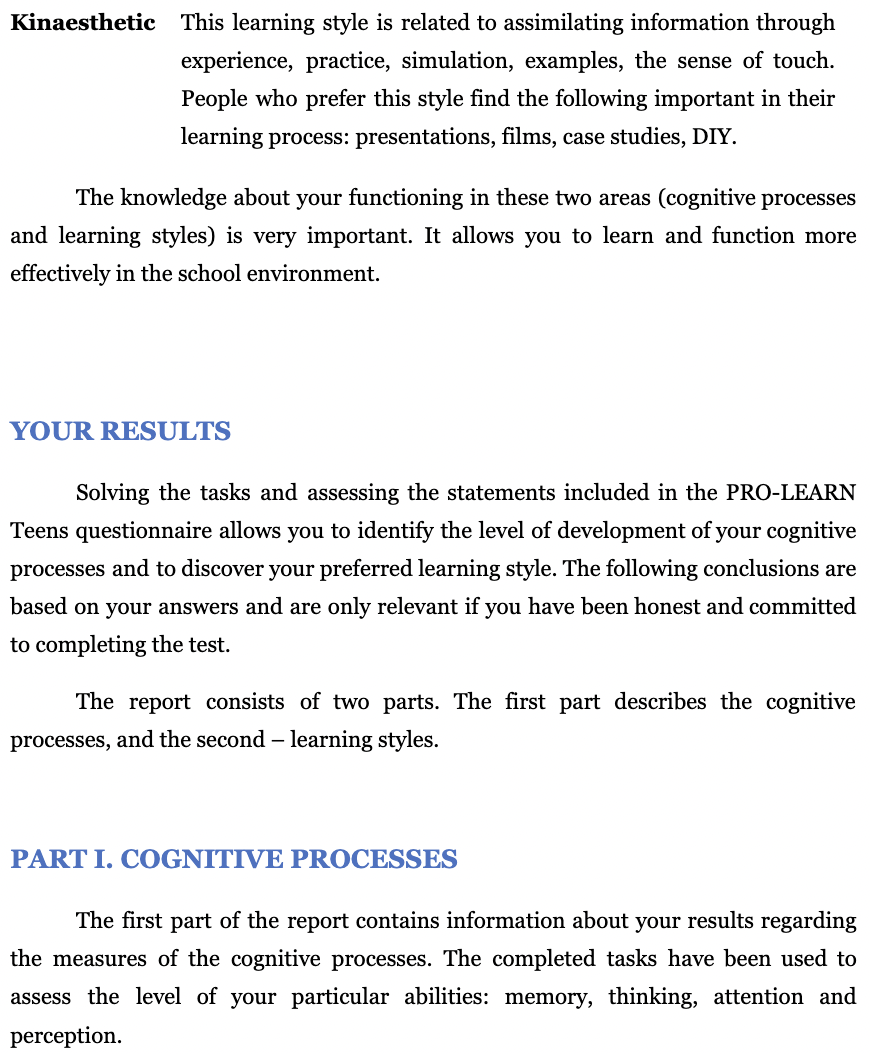 Kinaesthetic This learning style is related to assimilating information through
experience, practice, simulation, examples, the sense of touch.
People who prefer this style find the following important in their
learning process: presentations, films, case studies, DIY.
The knowledge about your functioning in these two areas (cognitive processes
and learning styles) is very important. It allows you to learn and function more
effectively in the school environment.
YOUR RESULTS
Solving the tasks and assessing the statements included in the PRO-LEARN
Teens questionnaire allows you to identify the level of development of your cognitive
processes and to discover your preferred learning style. The following conclusions are
based on your answers and are only relevant if you have been honest and committed
to completing the test.
The report consists of two parts. The first part describes the cognitive
processes, and the second – learning styles.
PART I. COGNITIVE PROCESSES
The first part of the report contains information about your results regarding
the measures of the cognitive processes. The completed tasks have been used to
assess the level of your particular abilities: memory, thinking, attention and
perception.